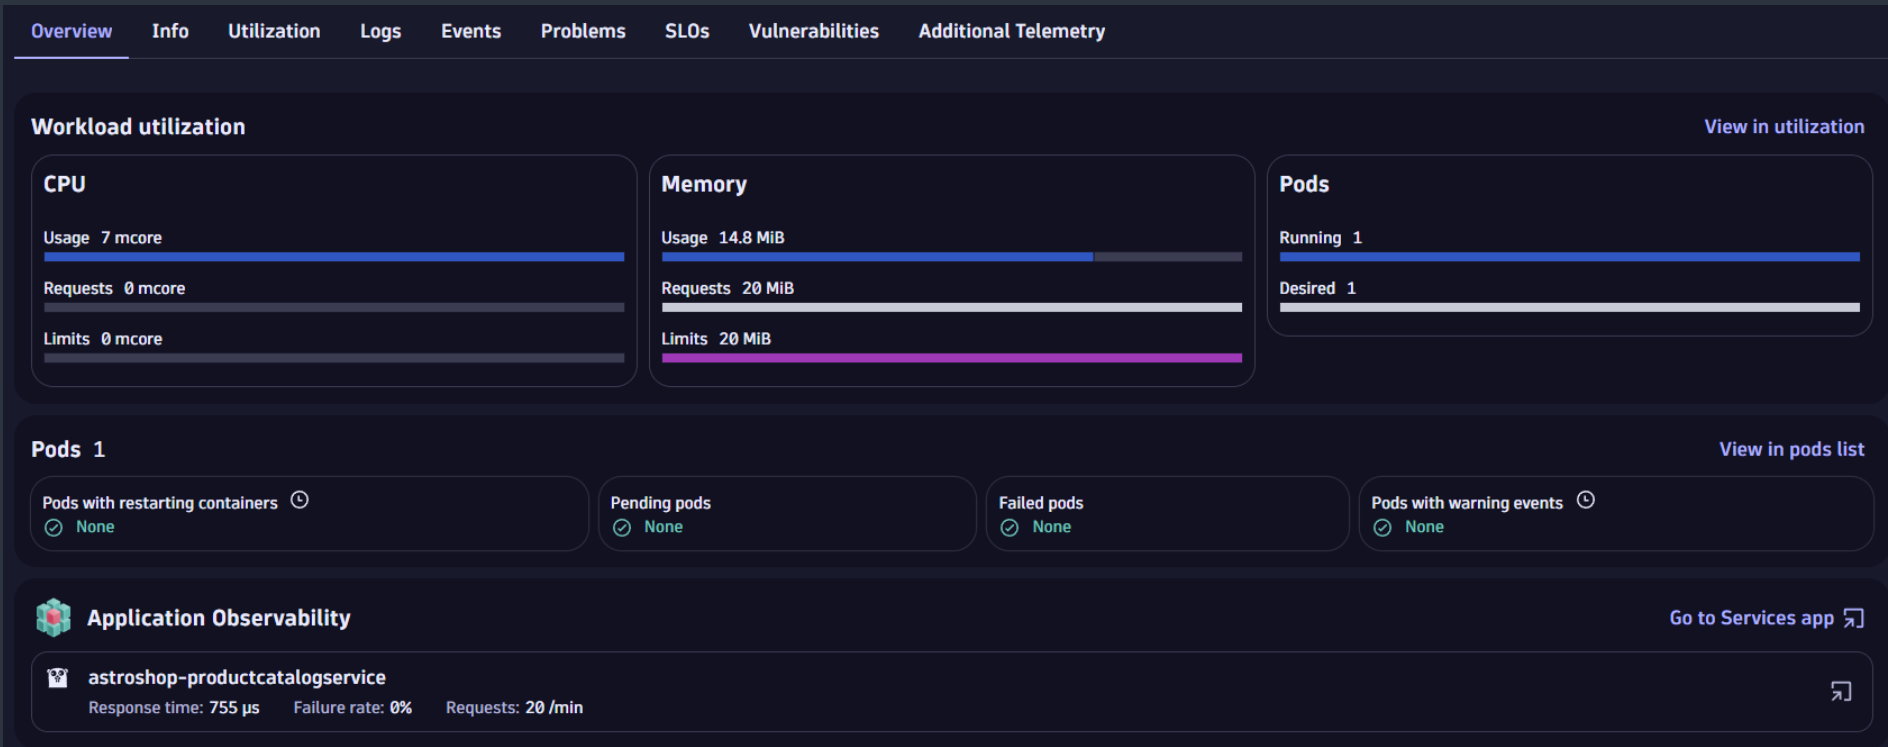 Overview Info Utilization Logs Events Problems SLOs Vulnerabilities Additional Telemetry
Workload utilization View in utilization
CPU
Usage 7 mcore
Requests 0 mcore
Limits 0 mcore
Memory
Usage 14.8 MiB
Requests 20 MiB
Limits 20 MiB
Pods
Running 1
Desired 1
Pods 1 View in pods list
Pods with restarting containers
None
Pending pods
None
Failed pods
None
Pods with warning events
None
Application Observability Go to Services app
astroshop-productcatalogservice
Response time: 755 µs Failure rate: 0% Requests: 20 /min